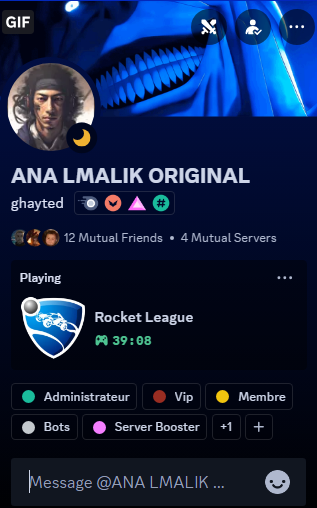 GIF
ANA LMALIK ORIGINAL
ghayted
12 Mutual Friends • 4 Mutual Servers
Playing
Rocket League
39:08
Administrateur Vip Membre
Bots Server Booster +1 +
Message @ANA LMALIK ...